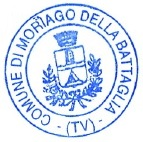 COMUNE DI MORIAGO DELLA BATTAGLIA
- (TV) -